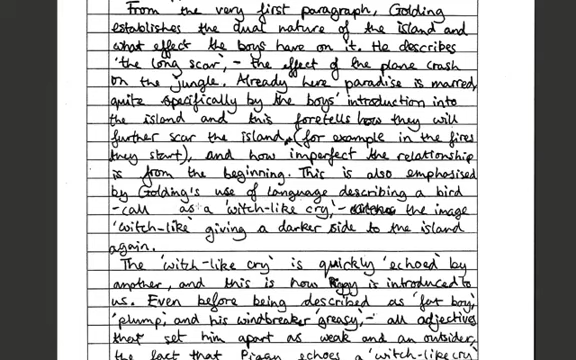 From the very first paragraph, Golding
establishes the dual nature of the island and
what effect the boys have on it. He describes
'the long scar', - the effect of the plane crash
on the jungle. Already here paradise is marred,
quite specifically by the boys' introduction into
the island and this foretells how they will
further scar the island, (for example in the fires
they start), and how imperfect the relationship
is from the beginning. This is also emphasised
by Golding's use of language describing a bird
-call as a 'witch-like cry', - the image
'witch-like' giving a darker side to the island
again.
The 'witch-like cry' is quickly 'echoed' by
another, and this is how Piggy is introduced to
us. Even before being described as 'fat boy',
'plump', and his windbreaker 'greasy', - all adjectives
that set him apart as weak and an outsider,
the fact that Piggy echoes a 'witch-like cry'